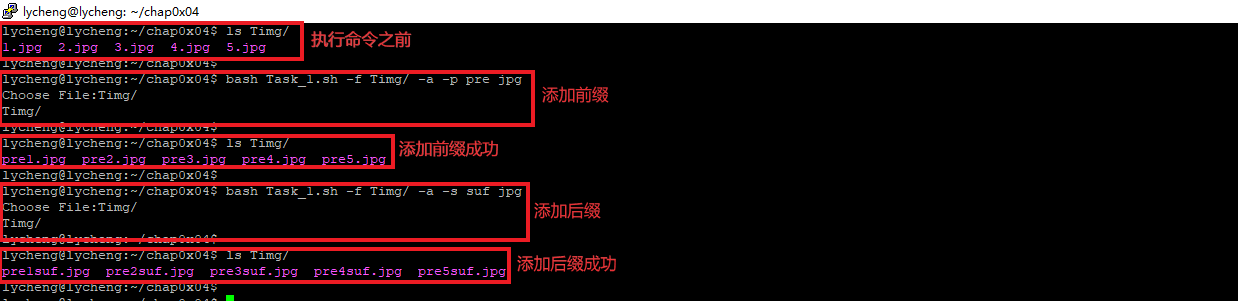 lycheng@lycheng: ~/chap0x04
lycheng@lycheng:~/chap0x04$ ls Timg/
1.jpg 2.jpg 3.jpg 4.jpg 5.jpg
执行命令之前
lycheng@lycheng:~/chap0x04$
lycheng@lycheng:~/chap0x04$ bash Task_1.sh -f Timg/ -a -p pre jpg
Choose File:Timg/
添加前缀
Timg/
lycheng@lycheng:~/chap0x04$
lycheng@lycheng:~/chap0x04$ ls Timg/
添加前缀成功
pre1.jpg pre2.jpg pre3.jpg pre4.jpg pre5.jpg
lycheng@lycheng:~/chap0x04$
lycheng@lycheng:~/chap0x04$ bash Task_1.sh -f Timg/ -a -s suf jpg
Choose File:Timg/
添加后缀
Timg/
lycheng@lycheng:~/chap0x04$
lycheng@lycheng:~/chap0x04$ ls Timg/
添加后缀成功
pre1suf.jpg pre2suf.jpg pre3suf.jpg pre4suf.jpg pre5suf.jpg
lycheng@lycheng:~/chap0x04$
lycheng@lycheng:~/chap0x04$